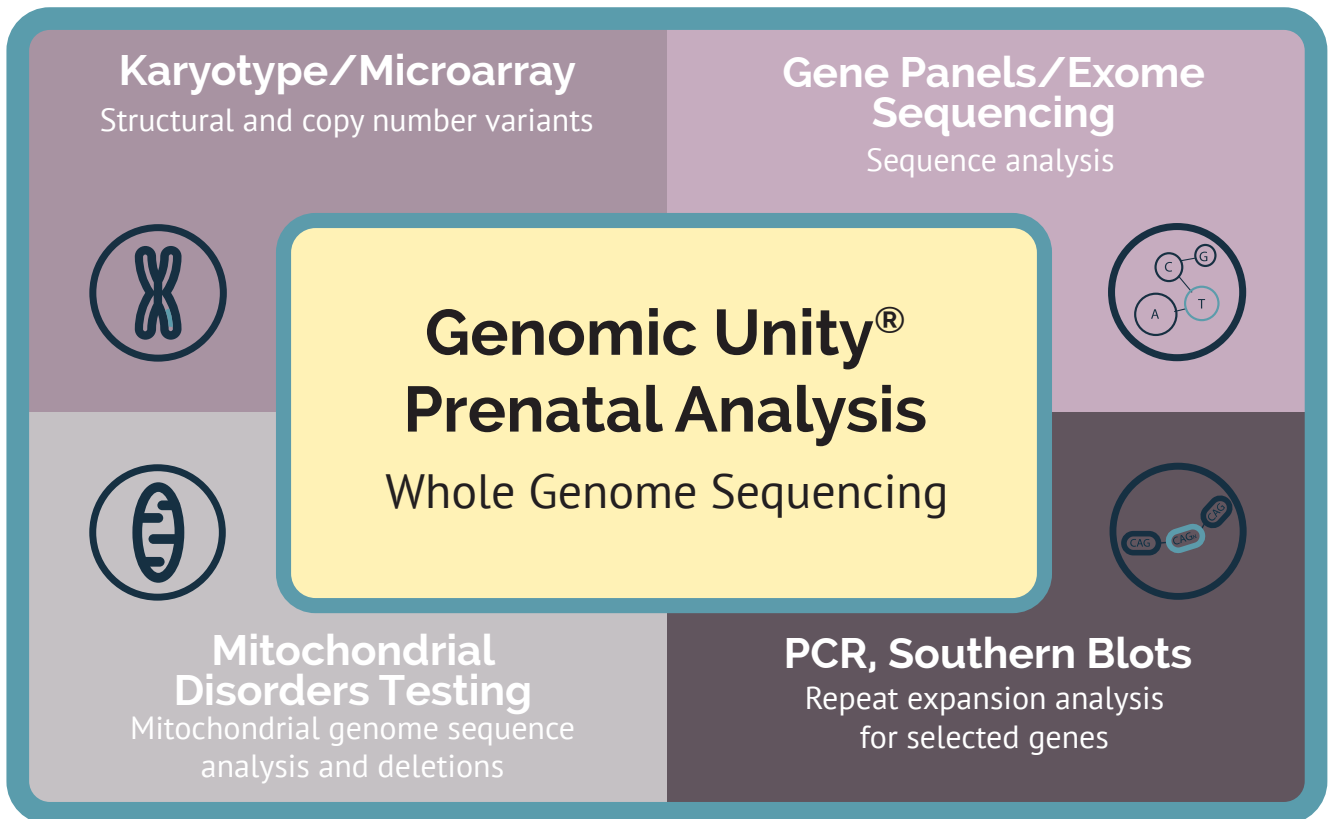 Karyotype/Microarray
Structural and copy number variants
Gene Panels/Exome
Sequencing
Sequence analysis
C
G
A
T
Genomic Unity®
Prenatal Analysis
Whole Genome Sequencing
CAG
CAGₙ
CAG
Mitochondrial
Disorders Testing
Mitochondrial genome sequence
analysis and deletions
PCR, Southern Blots
Repeat expansion analysis
for selected genes